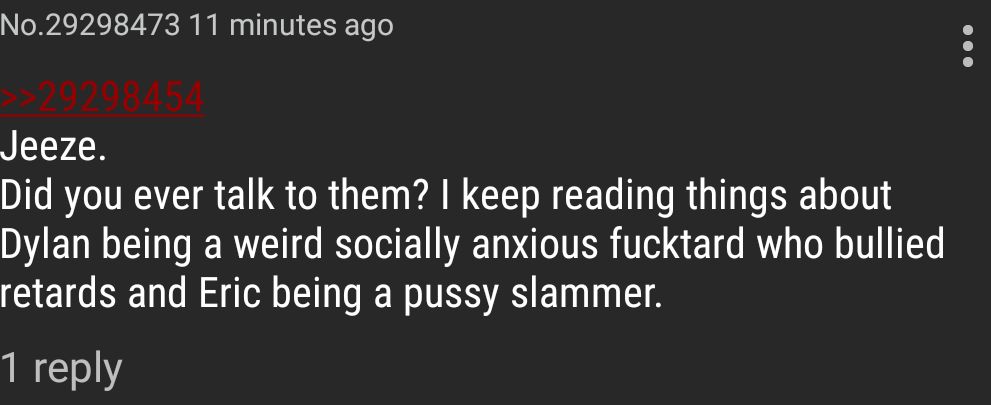 No.29298473 11 minutes ago
>>29298454
Jeeze.
Did you ever talk to them? I keep reading things about
Dylan being a weird socially anxious fucktard who bullied
retards and Eric being a pussy slammer.
1 reply